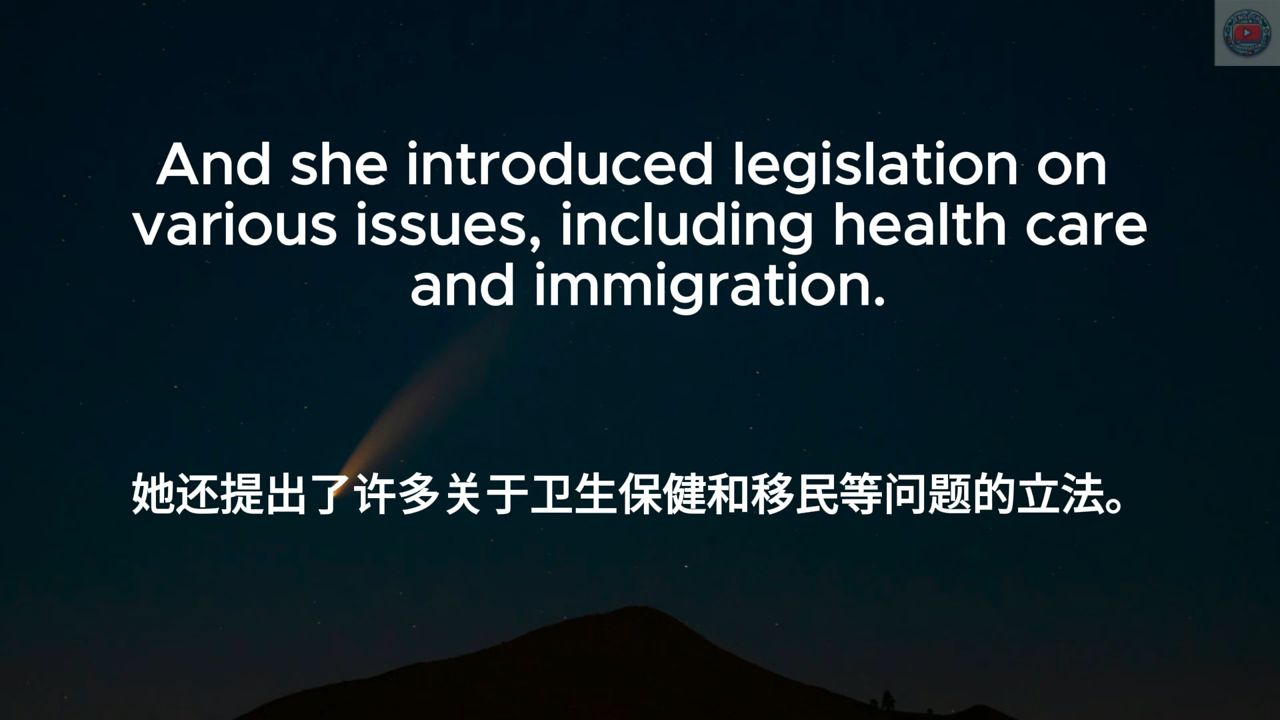 And she introduced legislation on
various issues, including health care
and immigration.
她还提出了许多关于卫生保健和移民等问题的立法。